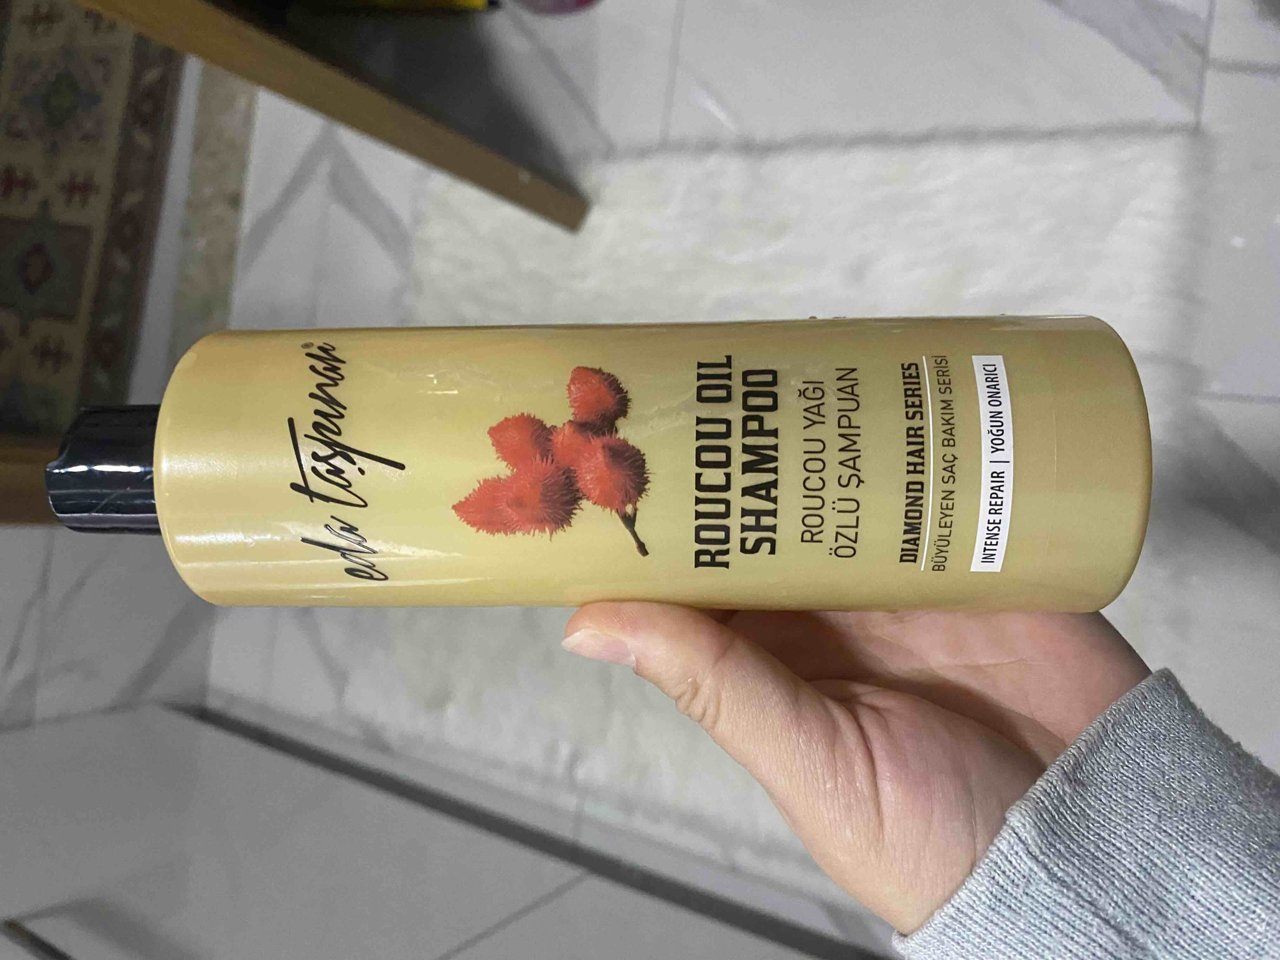 eda taşpınar®
ROUCOU OIL
SHAMPOO
ROUCOU YAĞI
ÖZLÜ ŞAMPUAN
DIAMOND HAIR SERIES
BÜYÜLEYEN SAÇ BAKIM SERİSİ
INTENSE REPAIR | YOĞUN ONARICI